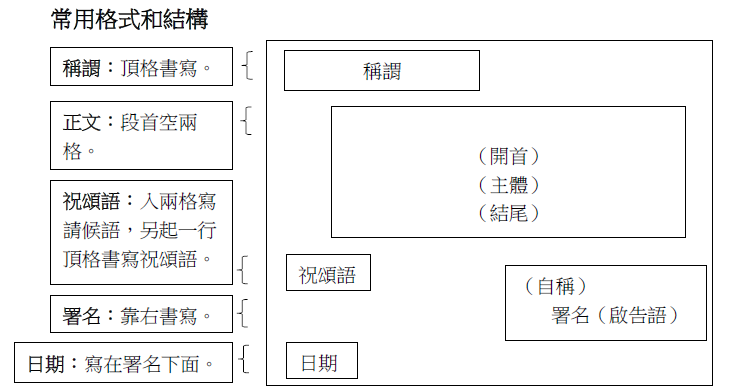 常用格式和結構
稱謂：頂格書寫。
稱謂
正文：段首空兩
格。
（開首）
（主體）
（結尾）
祝頌語：入兩格寫
請候語，另起一行
頂格書寫祝頌語。
祝頌語
（自稱）
署名（啟告語）
署名：靠右書寫。
日期：寫在署名下面。
日期